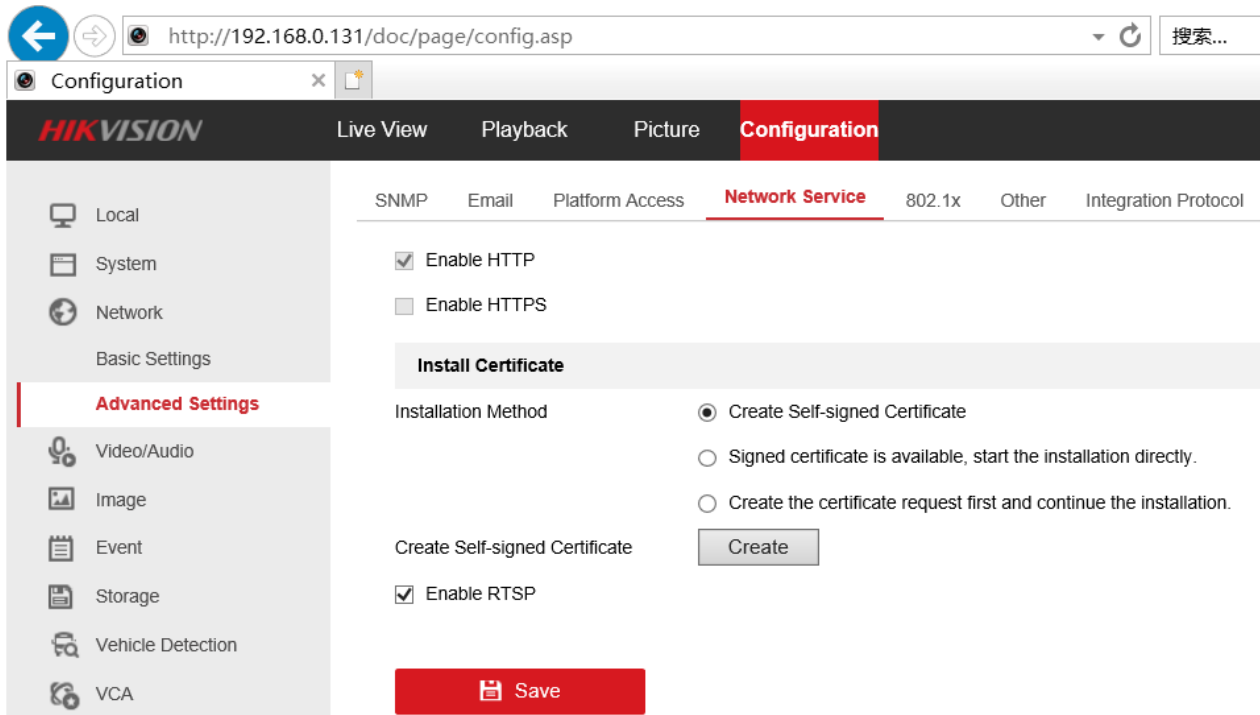 http://192.168.0.131/doc/page/config.asp 搜索...
Configuration
HIKVISION Live View Playback Picture Configuration
SNMP Email Platform Access Network Service 802.1x Other Integration Protocol
Local
System
Network
Basic Settings
Advanced Settings
Video/Audio
Image
Event
Storage
Vehicle Detection
VCA
Enable HTTP
Enable HTTPS
Install Certificate
Installation Method Create Self-signed Certificate
Signed certificate is available, start the installation directly.
Create the certificate request first and continue the installation.
Create Self-signed Certificate Create
Enable RTSP
Save